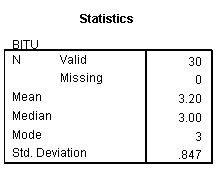 Statistics
BITU
N Valid 30
Missing 0
Mean 3.20
Median 3.00
Mode 3
Std. Deviation .847